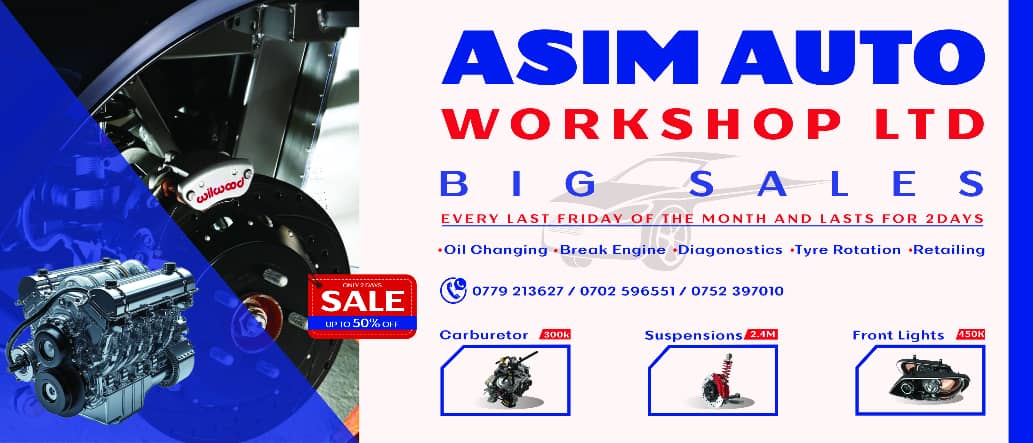 ASIM AUTO
WORKSHOP LTD
BIG SALES
EVERY LAST FRIDAY OF THE MONTH AND LASTS FOR 2DAYS
•Oil Changing •Break Engine •Diagonostics •Tyre Rotation •Retailing
0779 213627 / 0702 596551 / 0752 397010
wilwood
ONLY 2 DAYS
SALE
UP TO 50% OFF
Carburetor 300k
Suspensions 2.4M
Front Lights 450K